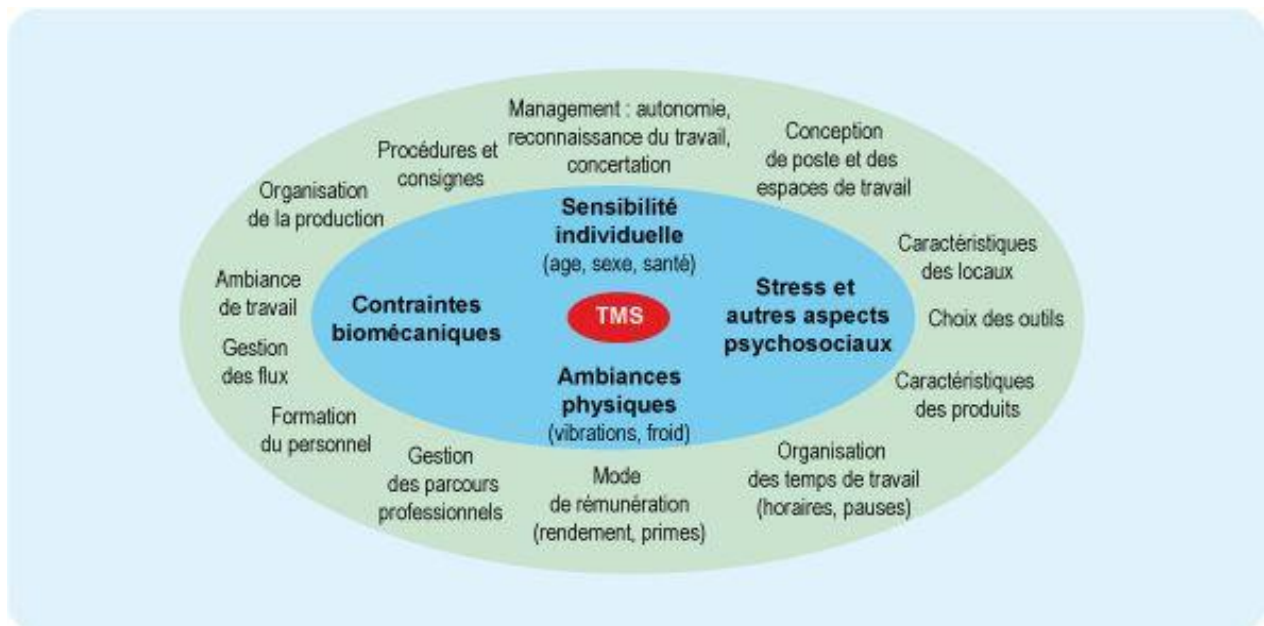 Management : autonomie,
reconnaissance du travail,
concertation
Conception
de poste et des
espaces de travail
Procédures et
consignes
Organisation
de la production
Sensibilité
individuelle
(age, sexe, santé)
Caractéristiques
des locaux
Ambiance
de travail
Contraintes
biomécaniques
TMS
Stress et
autres aspects
psychosociaux
Choix des outils
Gestion
des flux
Ambiances
physiques
(vibrations, froid)
Caractéristiques
des produits
Formation
du personnel
Gestion
des parcours
professionnels
Mode
de rémunération
(rendement, primes)
Organisation
des temps de travail
(horaires, pauses)